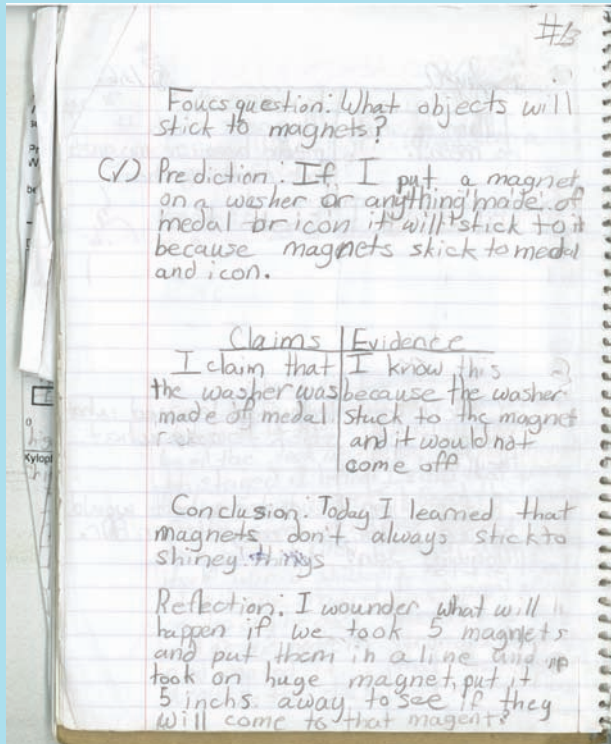 #13
Foucs question: What objects will
stick to magnets?
(✓) Prediction: If I put a magnet
on a washer or anything made of
medal or icon it will stick to it
because magnets skick to medal
and icon.
Claims | Evidence
I claim that | I know this
the washer was | because the washer
made of medal | stuck to the magnet
and it would not
come off
Conclusion: Today I learned that
magnets don't always stick to
shiney things
Reflection: I wounder what will
happen if we took 5 magnets
and put them in a line and
took on huge magnet, put it
5 inchs away to see if they
will come to that magent?
Xylop